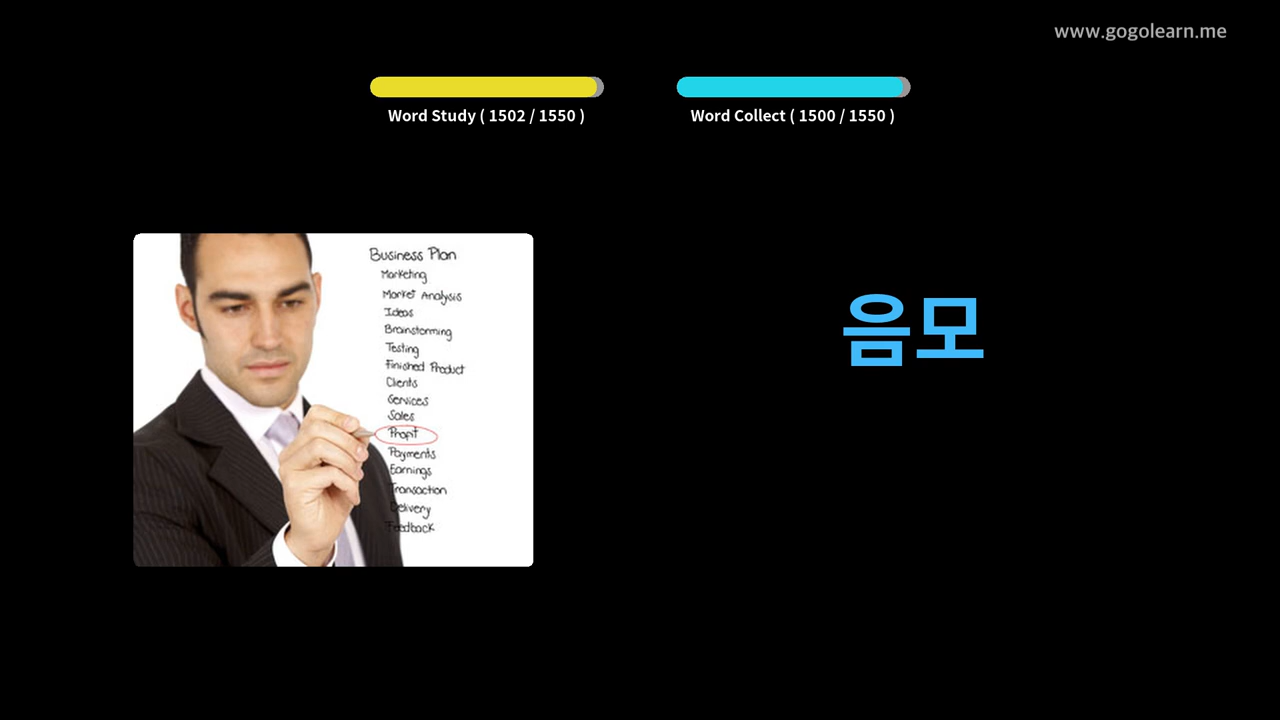 www.gogolearn.me
Word Study ( 1502 / 1550 )
Word Collect ( 1500 / 1550 )
Business Plan
Marketing
Market Analysis
Ideas
Brainstorming
Testing
Finished Product
Clients
Services
Sales
Profit
Payments
Earnings
Transaction
Delivery
Feedback
음모